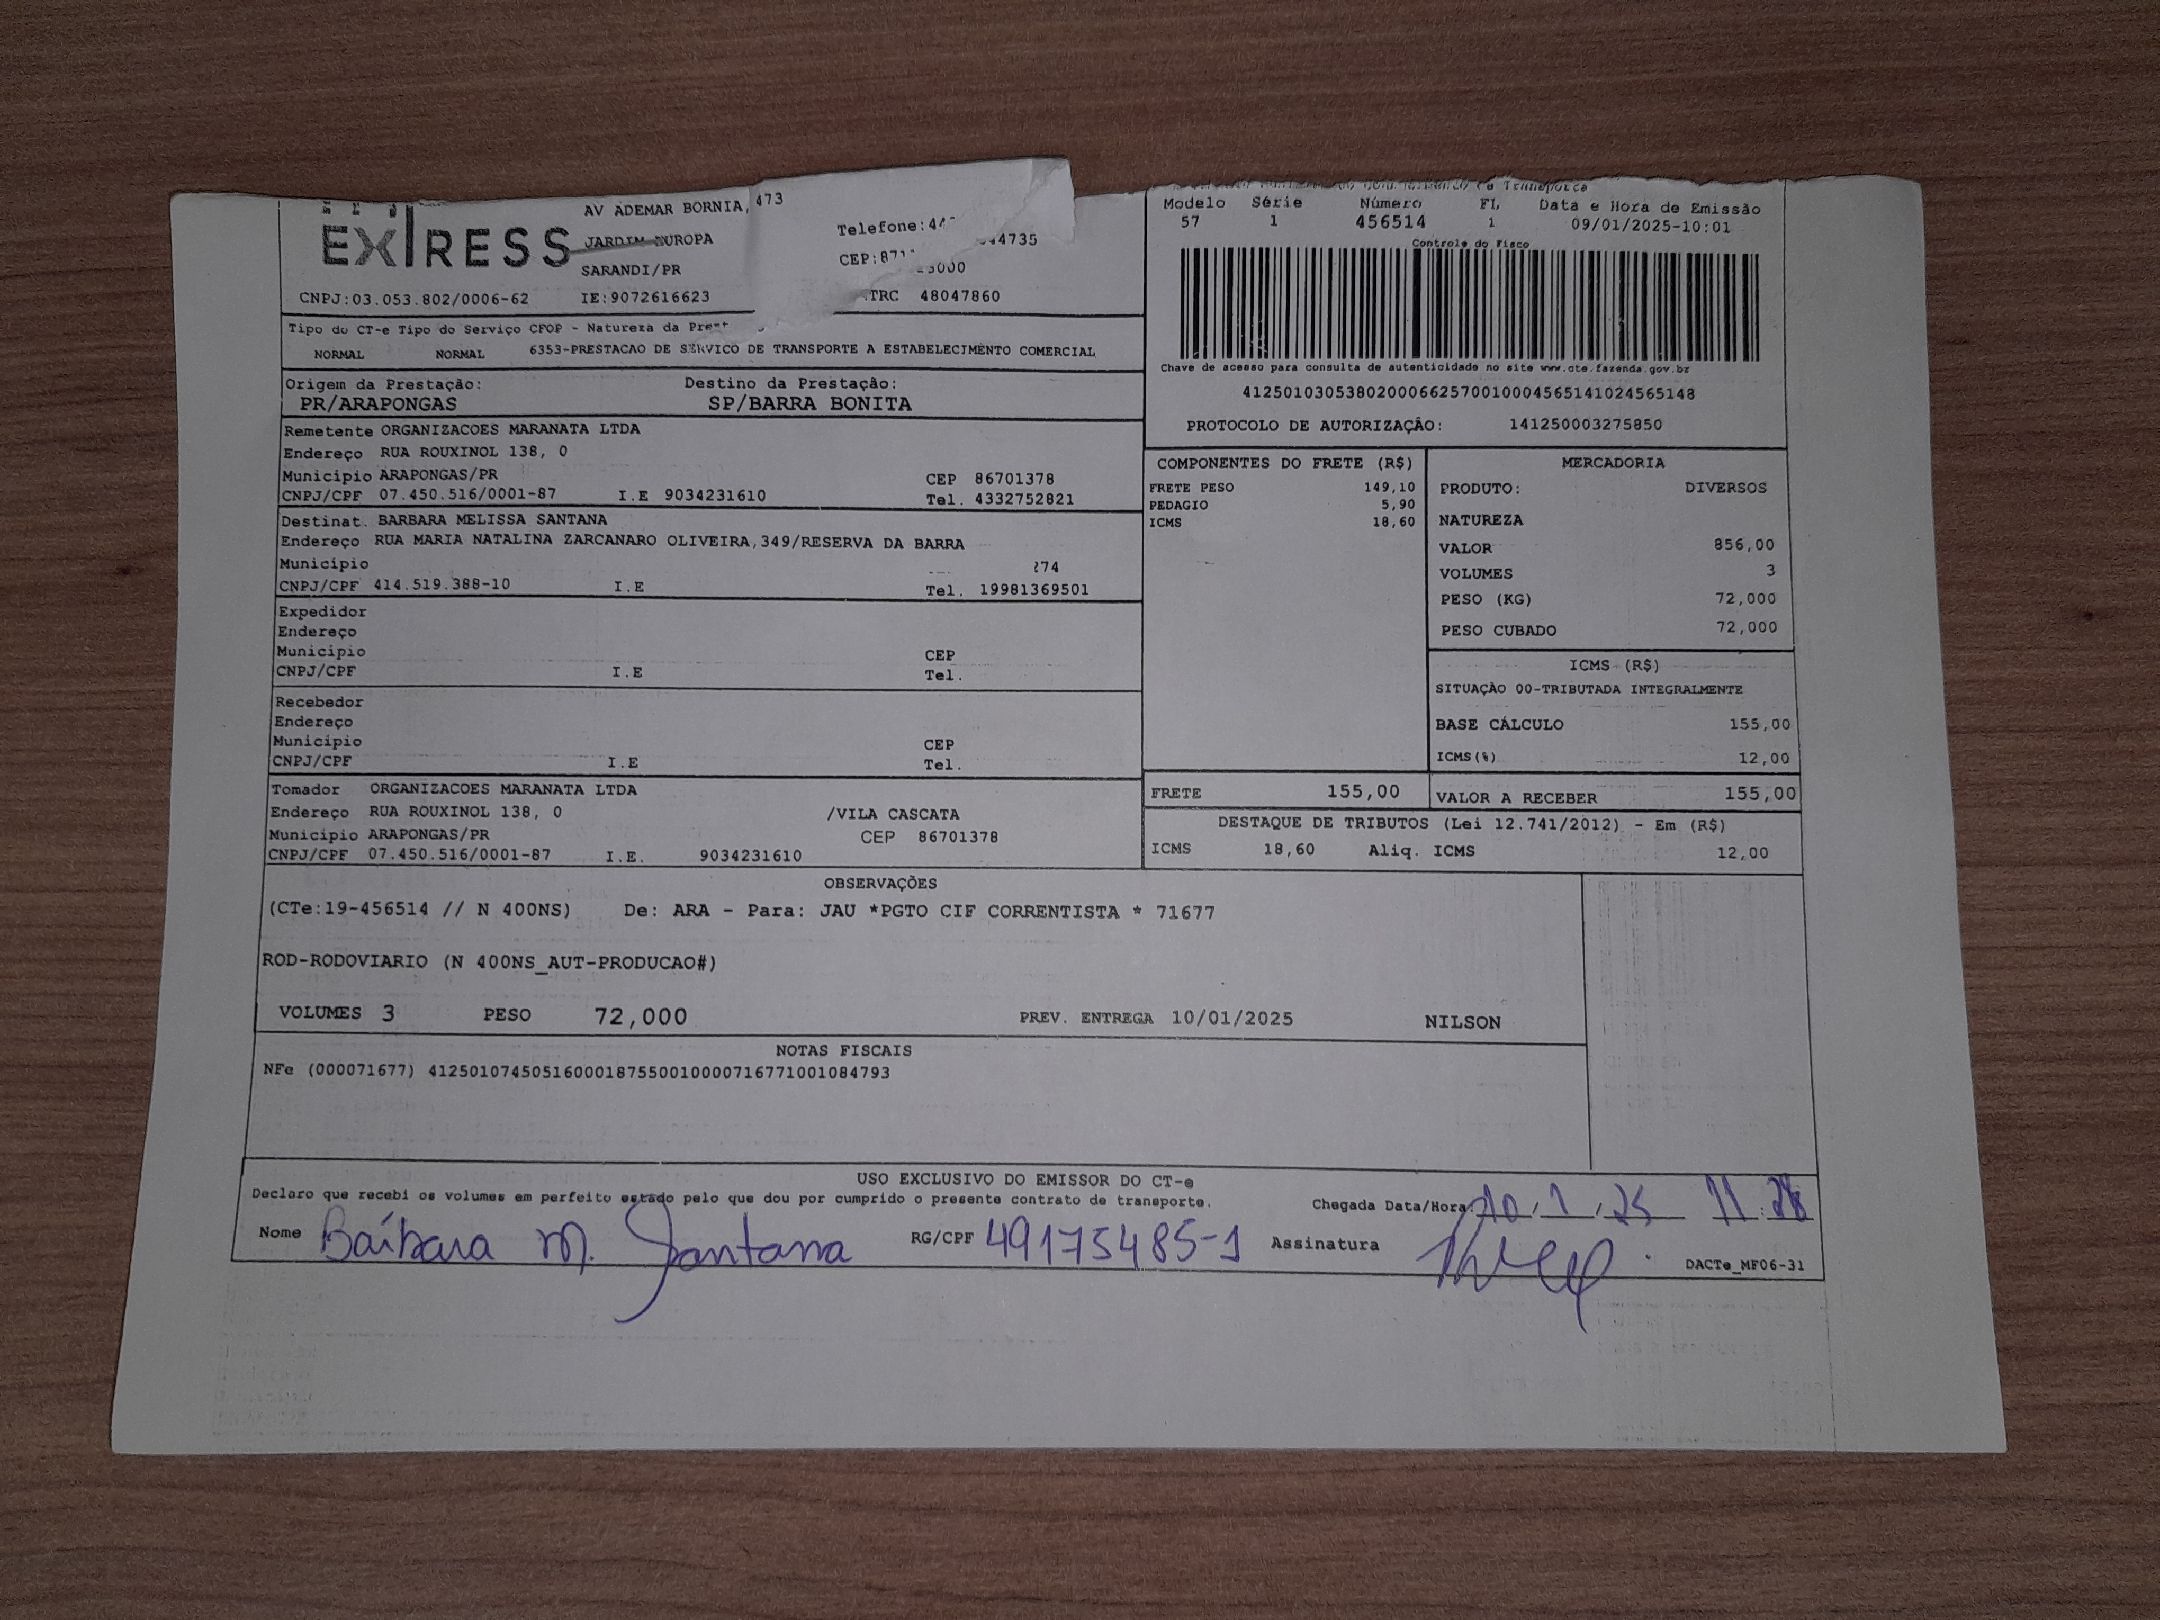 EXPRESS
AV ADEMAR BORNIA, 473
JARDIM EUROPA
SARANDI/PR
Telefone:44 44735
CNPJ:03.053.802/0006-62 IE:9072616623 48047860
Modelo Série Número Fl. Data e Hora de Emissão
57 1 456514 1 09/01/2025-10:01
Controle do Fisco
Chave de acesso para consulta de autenticidade no site www.cte.fazenda.gov.br
41250103053802000662570010004565141024565148
PROTOCOLO DE AUTORIZAÇÃO: 141250003275850
Tipo do CT-e Tipo do Serviço CFOP - Natureza da
NORMAL NORMAL 6353-PRESTACAO DE SERVICO DE TRANSPORTE A ESTABELECIMENTO COMERCIAL
Origem da Prestação: Destino da Prestação:
PR/ARAPONGAS SP/BARRA BONITA
Remetente ORGANIZACOES MARANATA LTDA
Endereço RUA ROUXINOL 138, 0
Município ARAPONGAS/PR CEP 86701378
CNPJ/CPF 07.450.516/0001-87 I.E 9034231610 Tel. 4332752821
Destinat. BARBARA MELISSA SANTANA
Endereço RUA MARIA NATALINA ZARCANARO OLIVEIRA,349/RESERVA DA BARRA
Município 274
CNPJ/CPF 414.519.388-10 I.E Tel. 19981369501
Expedidor
Endereço
Município CEP
CNPJ/CPF I.E Tel.
Recebedor
Endereço
Município CEP
CNPJ/CPF I.E Tel.
Tomador ORGANIZACOES MARANATA LTDA
Endereço RUA ROUXINOL 138, 0 /VILA CASCATA
Município ARAPONGAS/PR CEP 86701378
CNPJ/CPF 07.450.516/0001-87 I.E. 9034231610
COMPONENTES DO FRETE (R$)
FRETE PESO 149,10
PEDAGIO 5,90
ICMS 18,60
MERCADORIA
PRODUTO: DIVERSOS
NATUREZA
VALOR 856,00
VOLUMES 3
PESO (KG) 72,000
PESO CUBADO 72,000
ICMS (R$)
SITUAÇÃO 00-TRIBUTADA INTEGRALMENTE
BASE CÁLCULO 155,00
ICMS(%) 12,00
FRETE 155,00 VALOR A RECEBER 155,00
DESTAQUE DE TRIBUTOS (Lei 12.741/2012) - Em (R$)
ICMS 18,60 Aliq. ICMS 12,00
OBSERVAÇÕES
(CTe:19-456514 // N 400NS) De: ARA - Para: JAU *PGTO CIF CORRENTISTA * 71677
ROD-RODOVIARIO (N 400NS_AUT-PRODUCAO#)
VOLUMES 3 PESO 72,000 PREV. ENTREGA 10/01/2025 NILSON
NOTAS FISCAIS
NFe (000071677) 41250107450516000187550010000716771001084793
USO EXCLUSIVO DO EMISSOR DO CT-e
Declaro que recebi os volumes em perfeito estado pelo que dou por cumprido o presente contrato de transporte.
Chegada Data/Hora 10/1/25 11:28
Nome Bárbara M. Santana RG/CPF 49175485-1 Assinatura
DACTe_MF06-31